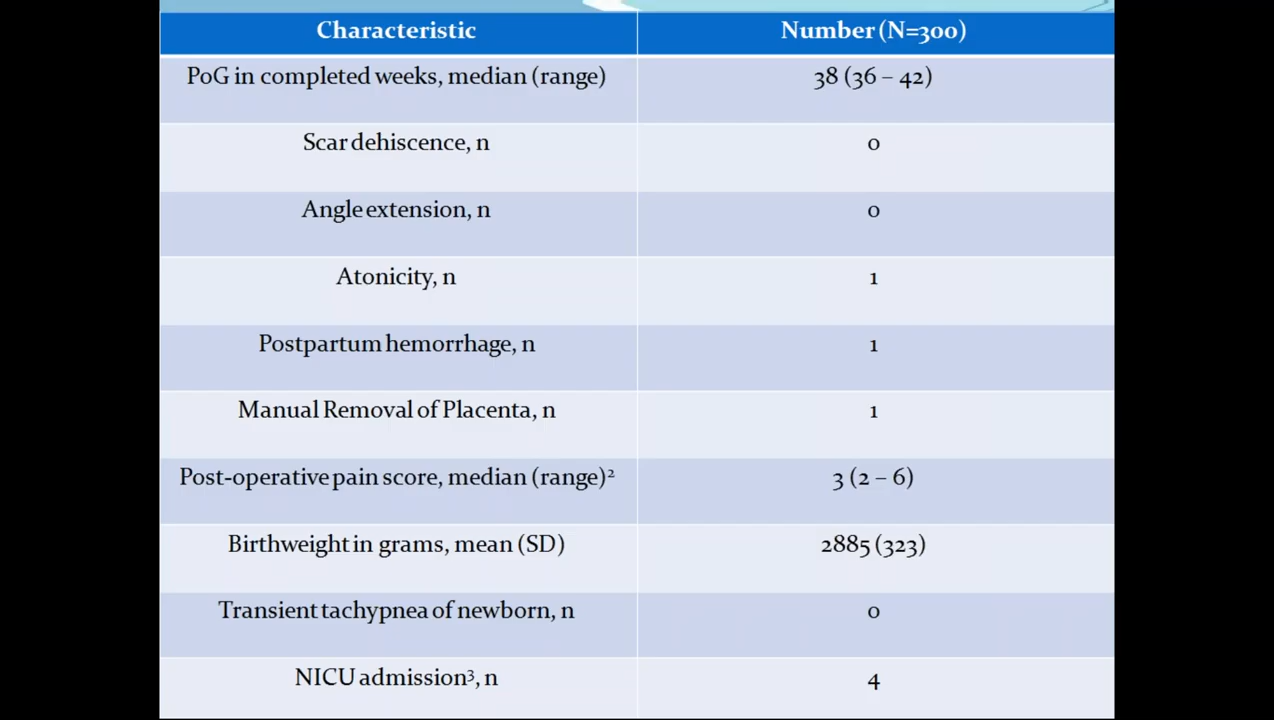 Characteristic Number (N=300)
PoG in completed weeks, median (range) 38 (36 – 42)
Scar dehiscence, n 0
Angle extension, n 0
Atonicity, n 1
Postpartum hemorrhage, n 1
Manual Removal of Placenta, n 1
Post-operative pain score, median (range)² 3 (2 – 6)
Birthweight in grams, mean (SD) 2885 (323)
Transient tachypnea of newborn, n 0
NICU admission³, n 4